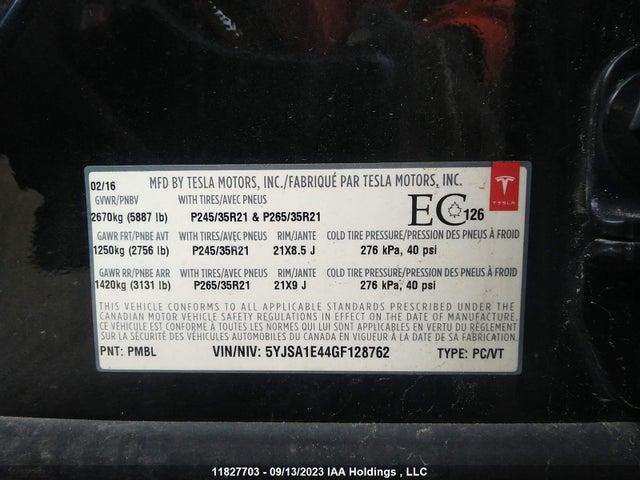 02/16 MFD BY TESLA MOTORS, INC./FABRIQUÉ PAR TESLA MOTORS, INC.
GVWR/PNBV WITH TIRES/AVEC PNEUS
2670kg (5887 lb) P245/35R21 & P265/35R21 EC 126
TESLA
GAWR FRT/PNBE AVT WITH TIRES/AVEC PNEUS RIM/JANTE COLD TIRE PRESSURE/PRESSION DES PNEUS À FROID
1250kg (2756 lb) P245/35R21 21X8.5 J 276 kPa, 40 psi
GAWR RR/PNBE ARR WITH TIRES/AVEC PNEUS RIM/JANTE COLD TIRE PRESSURE/PRESSION DES PNEUS À FROID
1420kg (3131 lb) P265/35R21 21X9 J 276 kPa, 40 psi
THIS VEHICLE CONFORMS TO ALL APPLICABLE STANDARDS PRESCRIBED UNDER THE
CANADIAN MOTOR VEHICLE SAFETY REGULATIONS IN EFFECT ON THE DATE OF MANUFACTURE
CE VÉHICULE EST CONFORME À TOUTES LES NORMES QUI LUI SONT APPLICABLES EN VERTU DU RÈGLEMENT
SUR LA SÉCURITÉ DES VÉHICULES AUTOMOBILES DU CANADA EN VIGUEUR À LA DATE DE SA FABRICATION
PNT: PMBL VIN/NIV: 5YJSA1E44GF128762 TYPE: PC/VT
11827703 - 09/13/2023 IAA Holdings , LLC